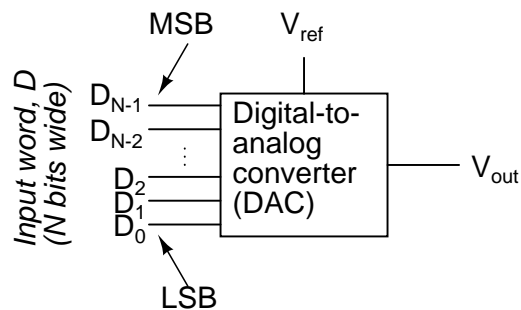 MSB
V_ref
Input word, D
(N bits wide)
D_N-1
D_N-2
D_2
D_1
D_0
Digital-to-
analog
converter
(DAC)
V_out
LSB